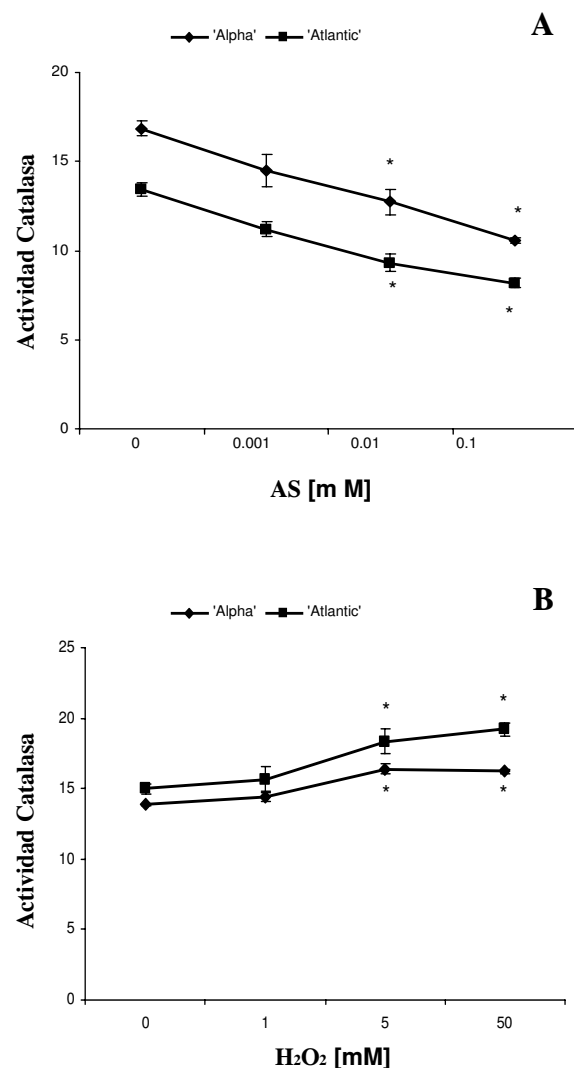 A
'Alpha' 'Atlantic'
20
15
10
5
0
Actividad Catalasa
*
*
*
*
0 0.001 0.01 0.1
AS [m M]
B
'Alpha' 'Atlantic'
25
20
15
10
5
0
Actividad Catalasa
*
*
*
*
0 1 5 50
H₂O₂ [mM]